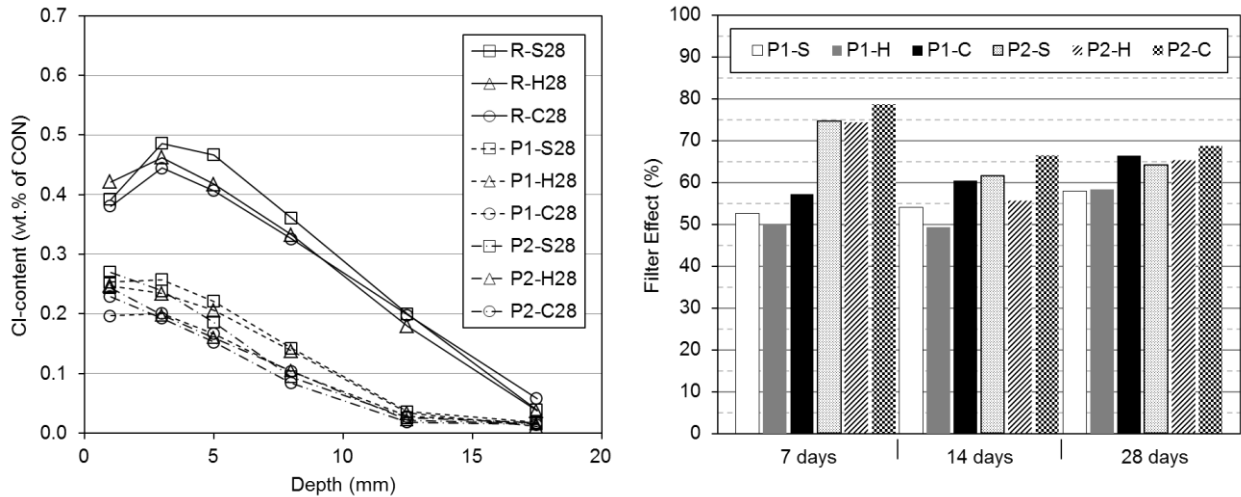 0.7
0.6
0.5
0.4
0.3
0.2
0.1
0.0
Cl-content (wt.% of CON)
R-S28
R-H28
R-C28
P1-S28
P1-H28
P1-C28
P2-S28
P2-H28
P2-C28
0 5 10 15 20
Depth (mm)
100
90
80
70
60
50
40
30
20
10
0
Filter Effect (%)
P1-S P1-H P1-C P2-S P2-H P2-C
7 days 14 days 28 days